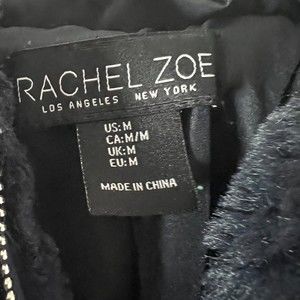 RACHEL ZOE
LOS ANGELES NEW YORK
US: M
CA: M/M
UK: M
EU: M
MADE IN CHINA